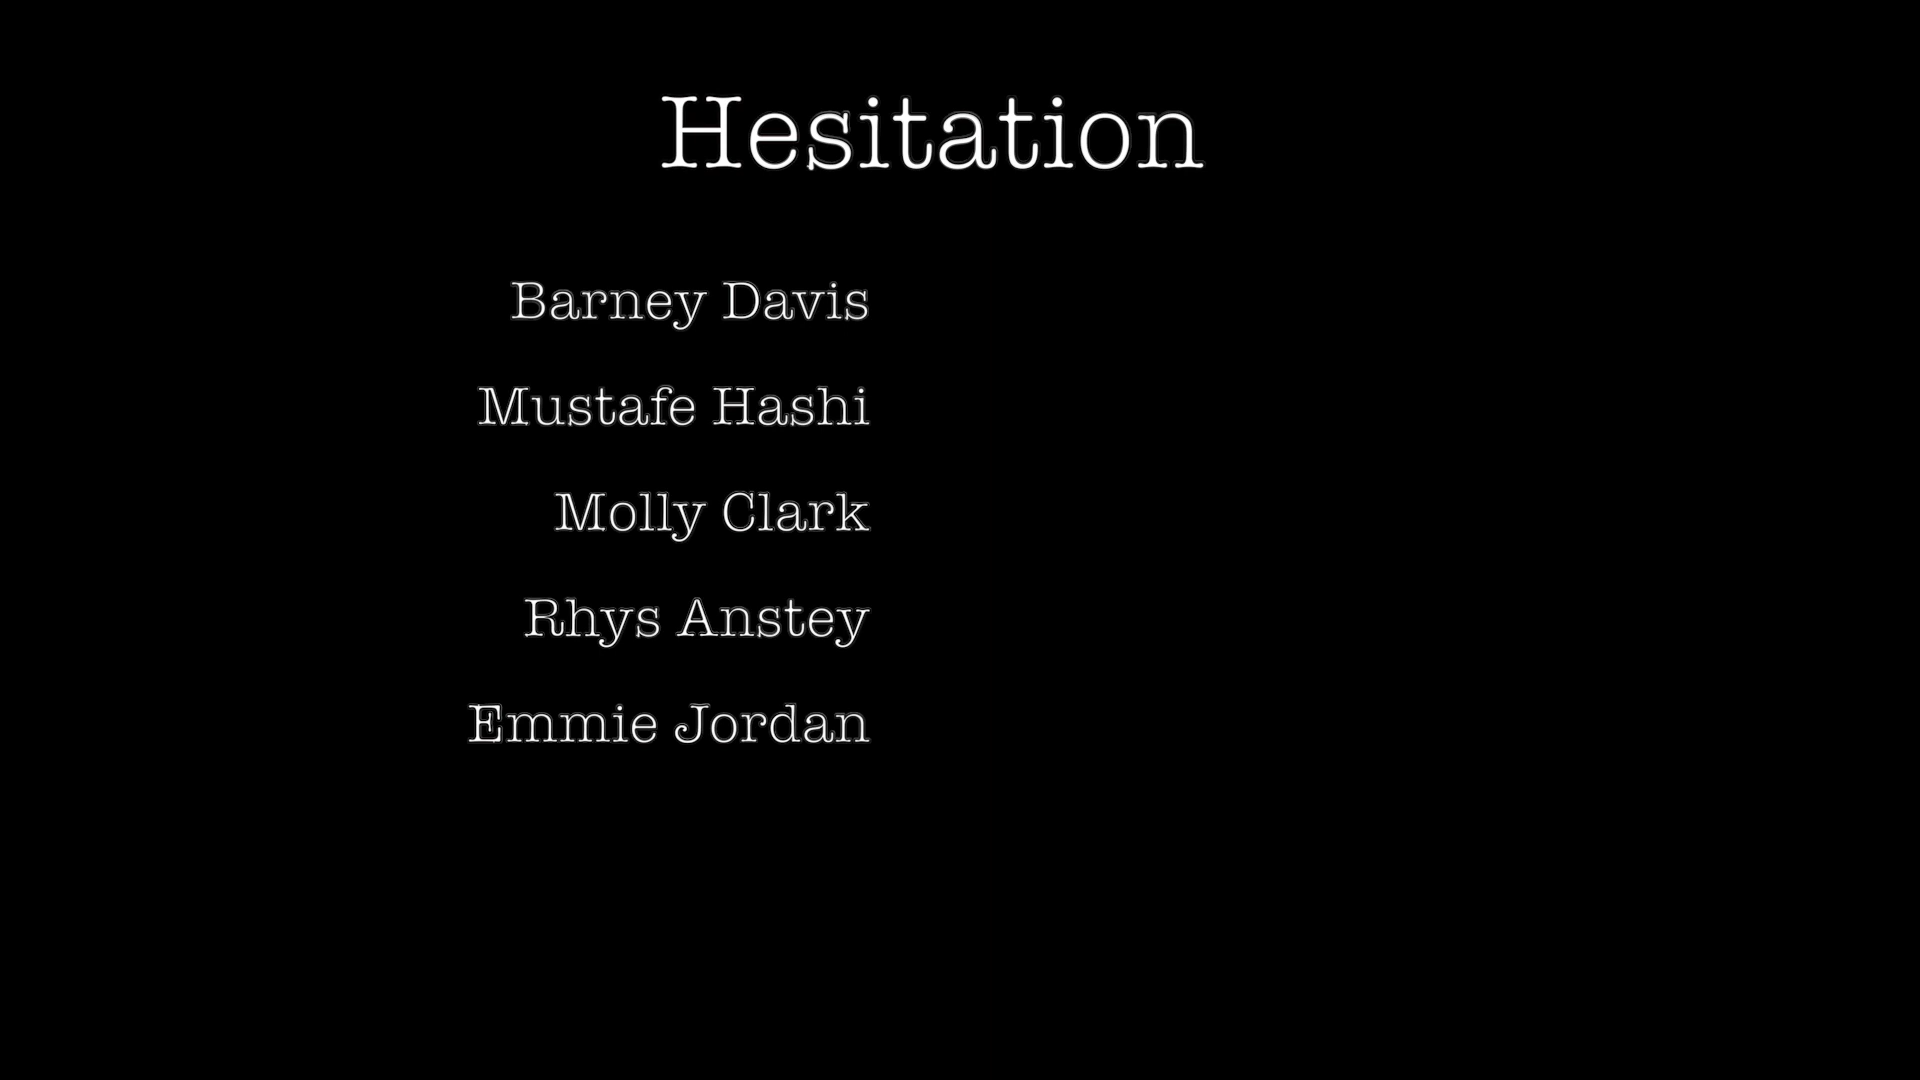 Hesitation
Barney Davis
Mustafe Hashi
Molly Clark
Rhys Anstey
Emmie Jordan